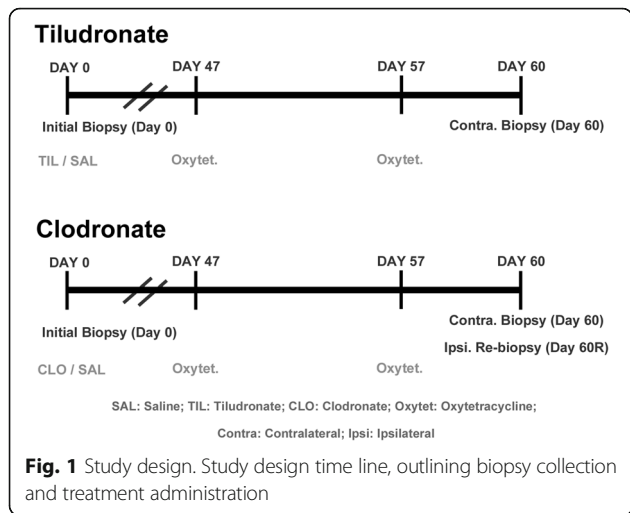 Tiludronate
DAY 0 DAY 47 DAY 57 DAY 60
Initial Biopsy (Day 0) Contra. Biopsy (Day 60)
TIL / SAL Oxytet. Oxytet.
Clodronate
DAY 0 DAY 47 DAY 57 DAY 60
Initial Biopsy (Day 0) Contra. Biopsy (Day 60)
Ipsi. Re-biopsy (Day 60R)
CLO / SAL Oxytet. Oxytet.
SAL: Saline; TIL: Tiludronate; CLO: Clodronate; Oxytet: Oxytetracycline;
Contra: Contralateral; Ipsi: Ipsilateral
Fig. 1 Study design. Study design time line, outlining biopsy collection
and treatment administration